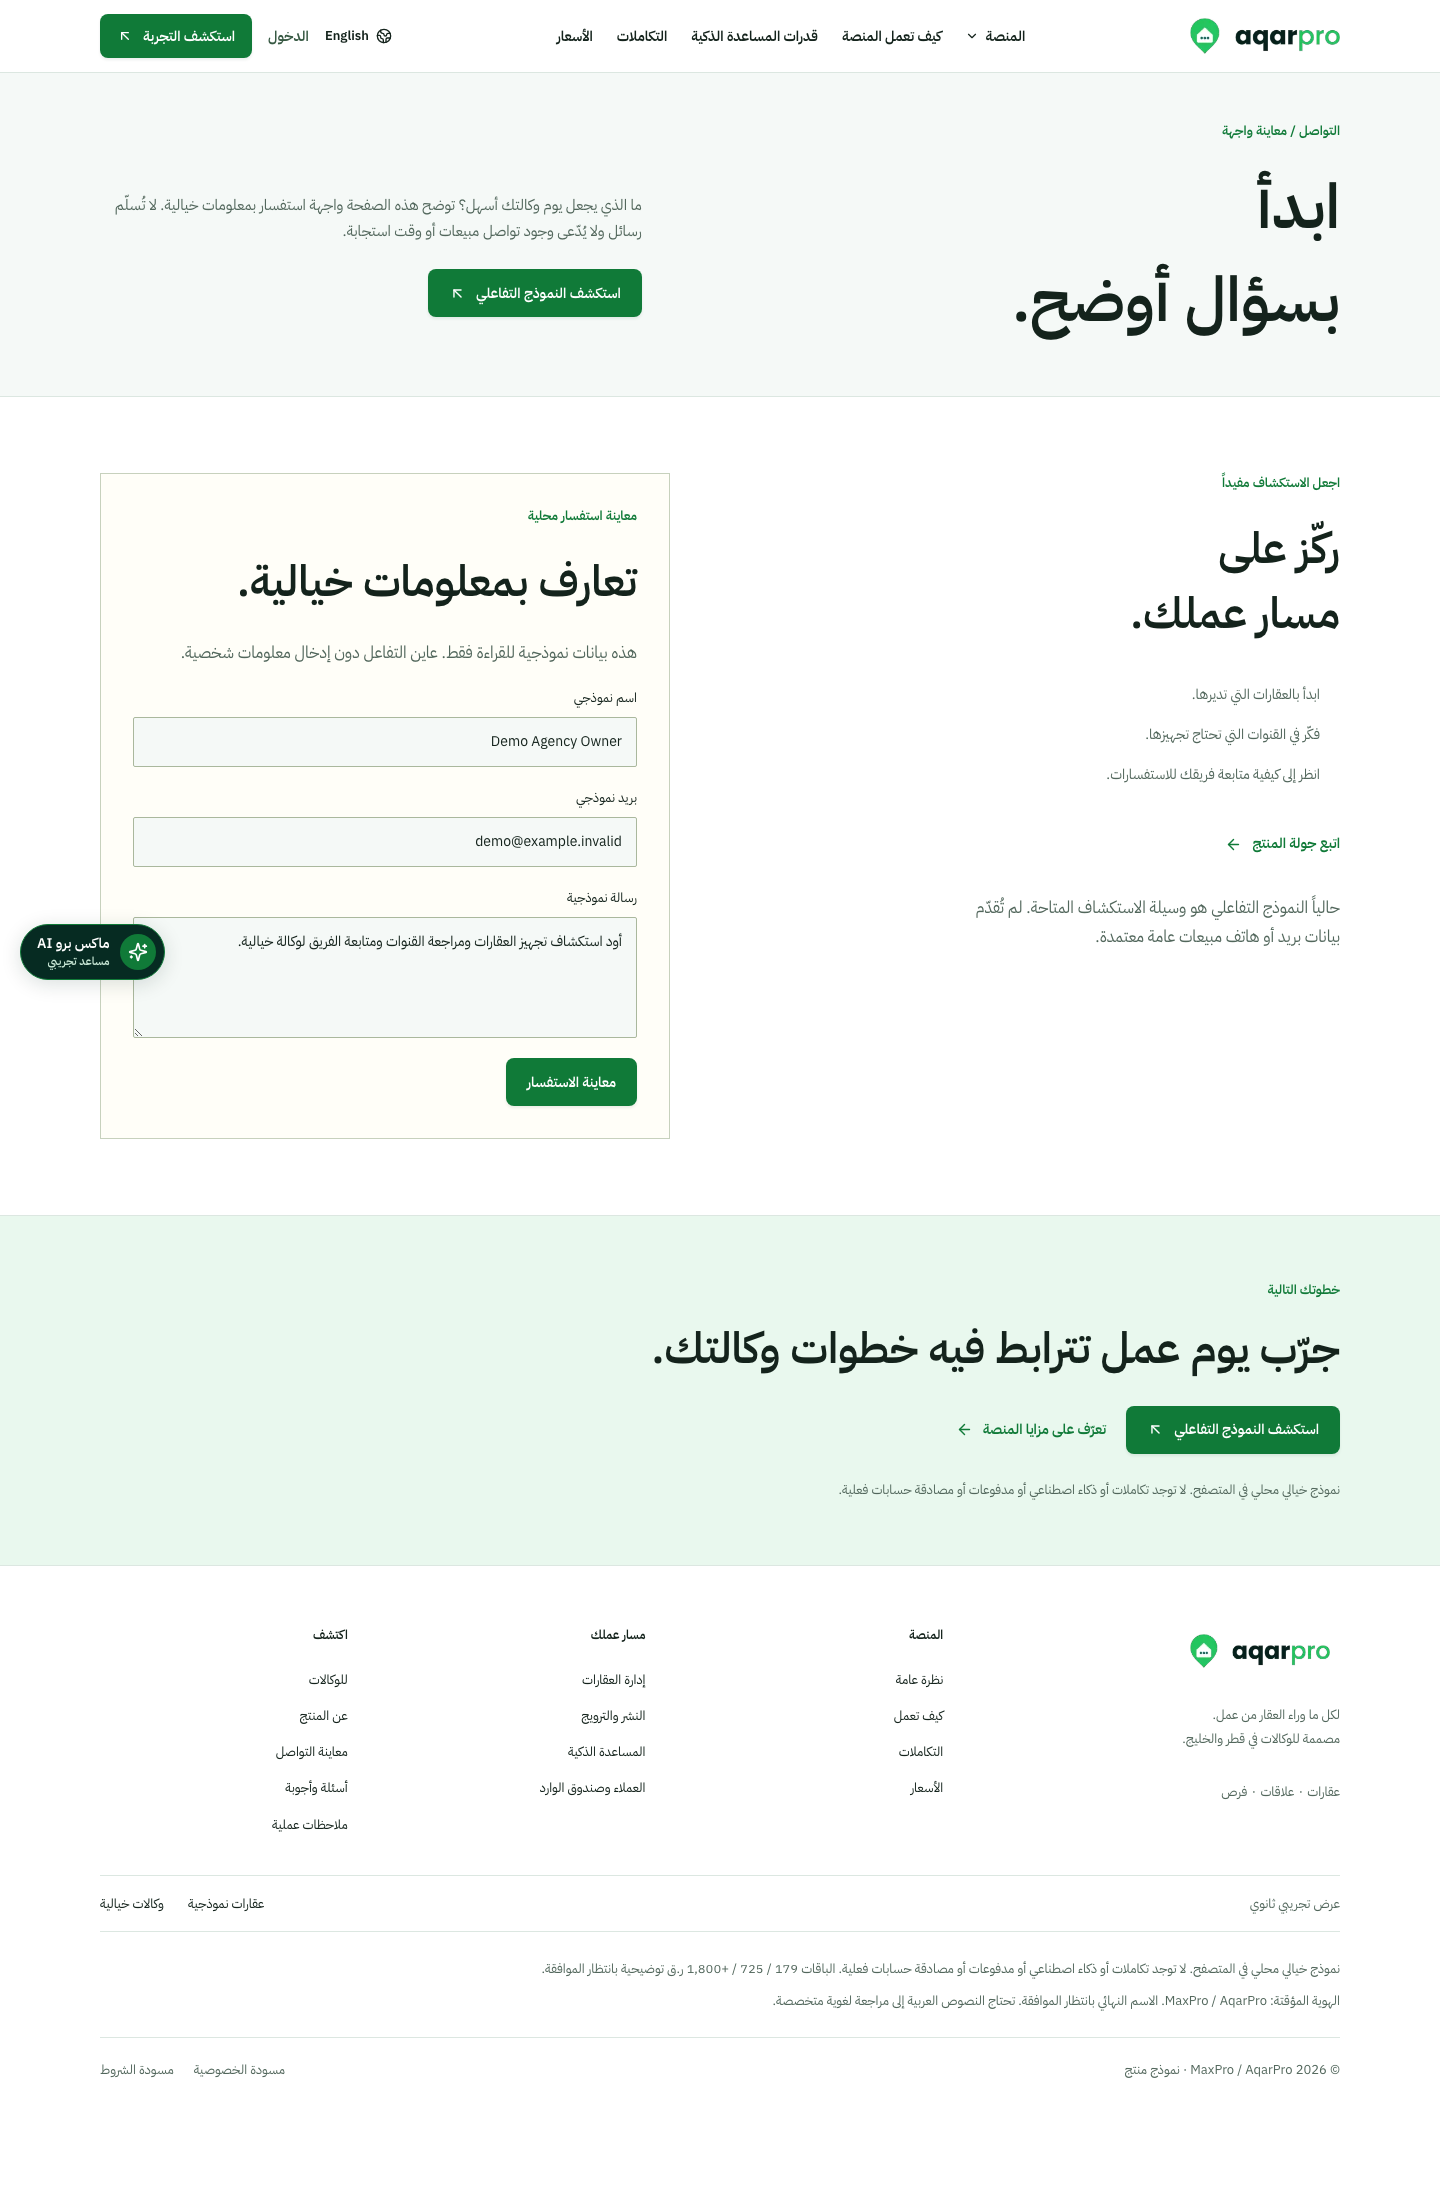 aqarpro
المنصة
كيف تعمل المنصة
قدرات المساعدة الذكية
التكاملات
الأسعار
English
الدخول
استكشف التجربة
التواصل / معاينة واجهة
ابدأ
بسؤال أوضح.
ما الذي يجعل يوم وكالتك أسهل؟ توضح هذه الصفحة واجهة استفسار بمعلومات خيالية. لا تُسلّم
رسائل ولا يُدّعى وجود تواصل مبيعات أو وقت استجابة.
استكشف النموذج التفاعلي
اجعل الاستكشاف مفيداً
ركّز على
مسار عملك.
ابدأ بالعقارات التي تديرها.
فكّر في القنوات التي تحتاج تجهيزها.
انظر إلى كيفية متابعة فريقك للاستفسارات.
اتبع جولة المنتج
حالياً النموذج التفاعلي هو وسيلة الاستكشاف المتاحة. لم تُقدّم
بيانات بريد أو هاتف مبيعات عامة معتمدة.
معاينة استفسار محلية
تعارف بمعلومات خيالية.
هذه بيانات نموذجية للقراءة فقط. عاين التفاعل دون إدخال معلومات شخصية.
اسم نموذجي
Demo Agency Owner
بريد نموذجي
demo@example.invalid
رسالة نموذجية
أود استكشاف تجهيز العقارات ومراجعة القنوات ومتابعة الفريق لوكالة خيالية.
معاينة الاستفسار
ماكس برو AI
مساعد تجريبي
خطوتك التالية
جرّب يوم عمل تترابط فيه خطوات وكالتك.
استكشف النموذج التفاعلي
تعرّف على مزايا المنصة
نموذج خيالي محلي في المتصفح. لا توجد تكاملات أو ذكاء اصطناعي أو مدفوعات أو مصادقة حسابات فعلية.
aqarpro
لكل ما وراء العقار من عمل.
مصممة للوكالات في قطر والخليج.
عقارات · علاقات · فرص
المنصة
نظرة عامة
كيف تعمل
التكاملات
الأسعار
مسار عملك
إدارة العقارات
النشر والترويج
المساعدة الذكية
العملاء وصندوق الوارد
اكتشف
للوكالات
عن المنتج
معاينة التواصل
أسئلة وأجوبة
ملاحظات عملية
عرض تجريبي ثانوي
عقارات نموذجية
وكالات خيالية
نموذج خيالي محلي في المتصفح. لا توجد تكاملات أو ذكاء اصطناعي أو مدفوعات أو مصادقة حسابات فعلية. الباقات 179 / 725 / +1,800 ر.ق توضيحية بانتظار الموافقة.
الهوية المؤقتة: MaxPro / AqarPro. الاسم النهائي بانتظار الموافقة. تحتاج النصوص العربية إلى مراجعة لغوية متخصصة.
© 2026 MaxPro / AqarPro · نموذج منتج
مسودة الخصوصية
مسودة الشروط